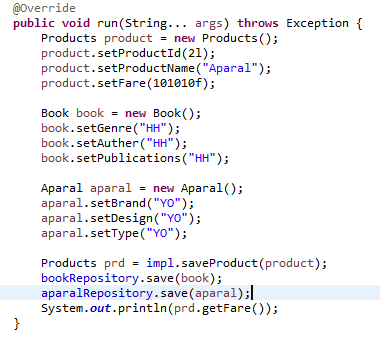 @Override
public void run(String... args) throws Exception {
Products product = new Products();
product.setProductId(2l);
product.setProductName("Aparal");
product.setFare(101010f);
Book book = new Book();
book.setGenre("HH");
book.setAuther("HH");
book.setPublications("HH");
Aparal aparal = new Aparal();
aparal.setBrand("YO");
aparal.setDesign("YO");
aparal.setType("YO");
Products prd = impl.saveProduct(product);
bookRepository.save(book);
aparalRepository.save(aparal);
System.out.println(prd.getFare());
}